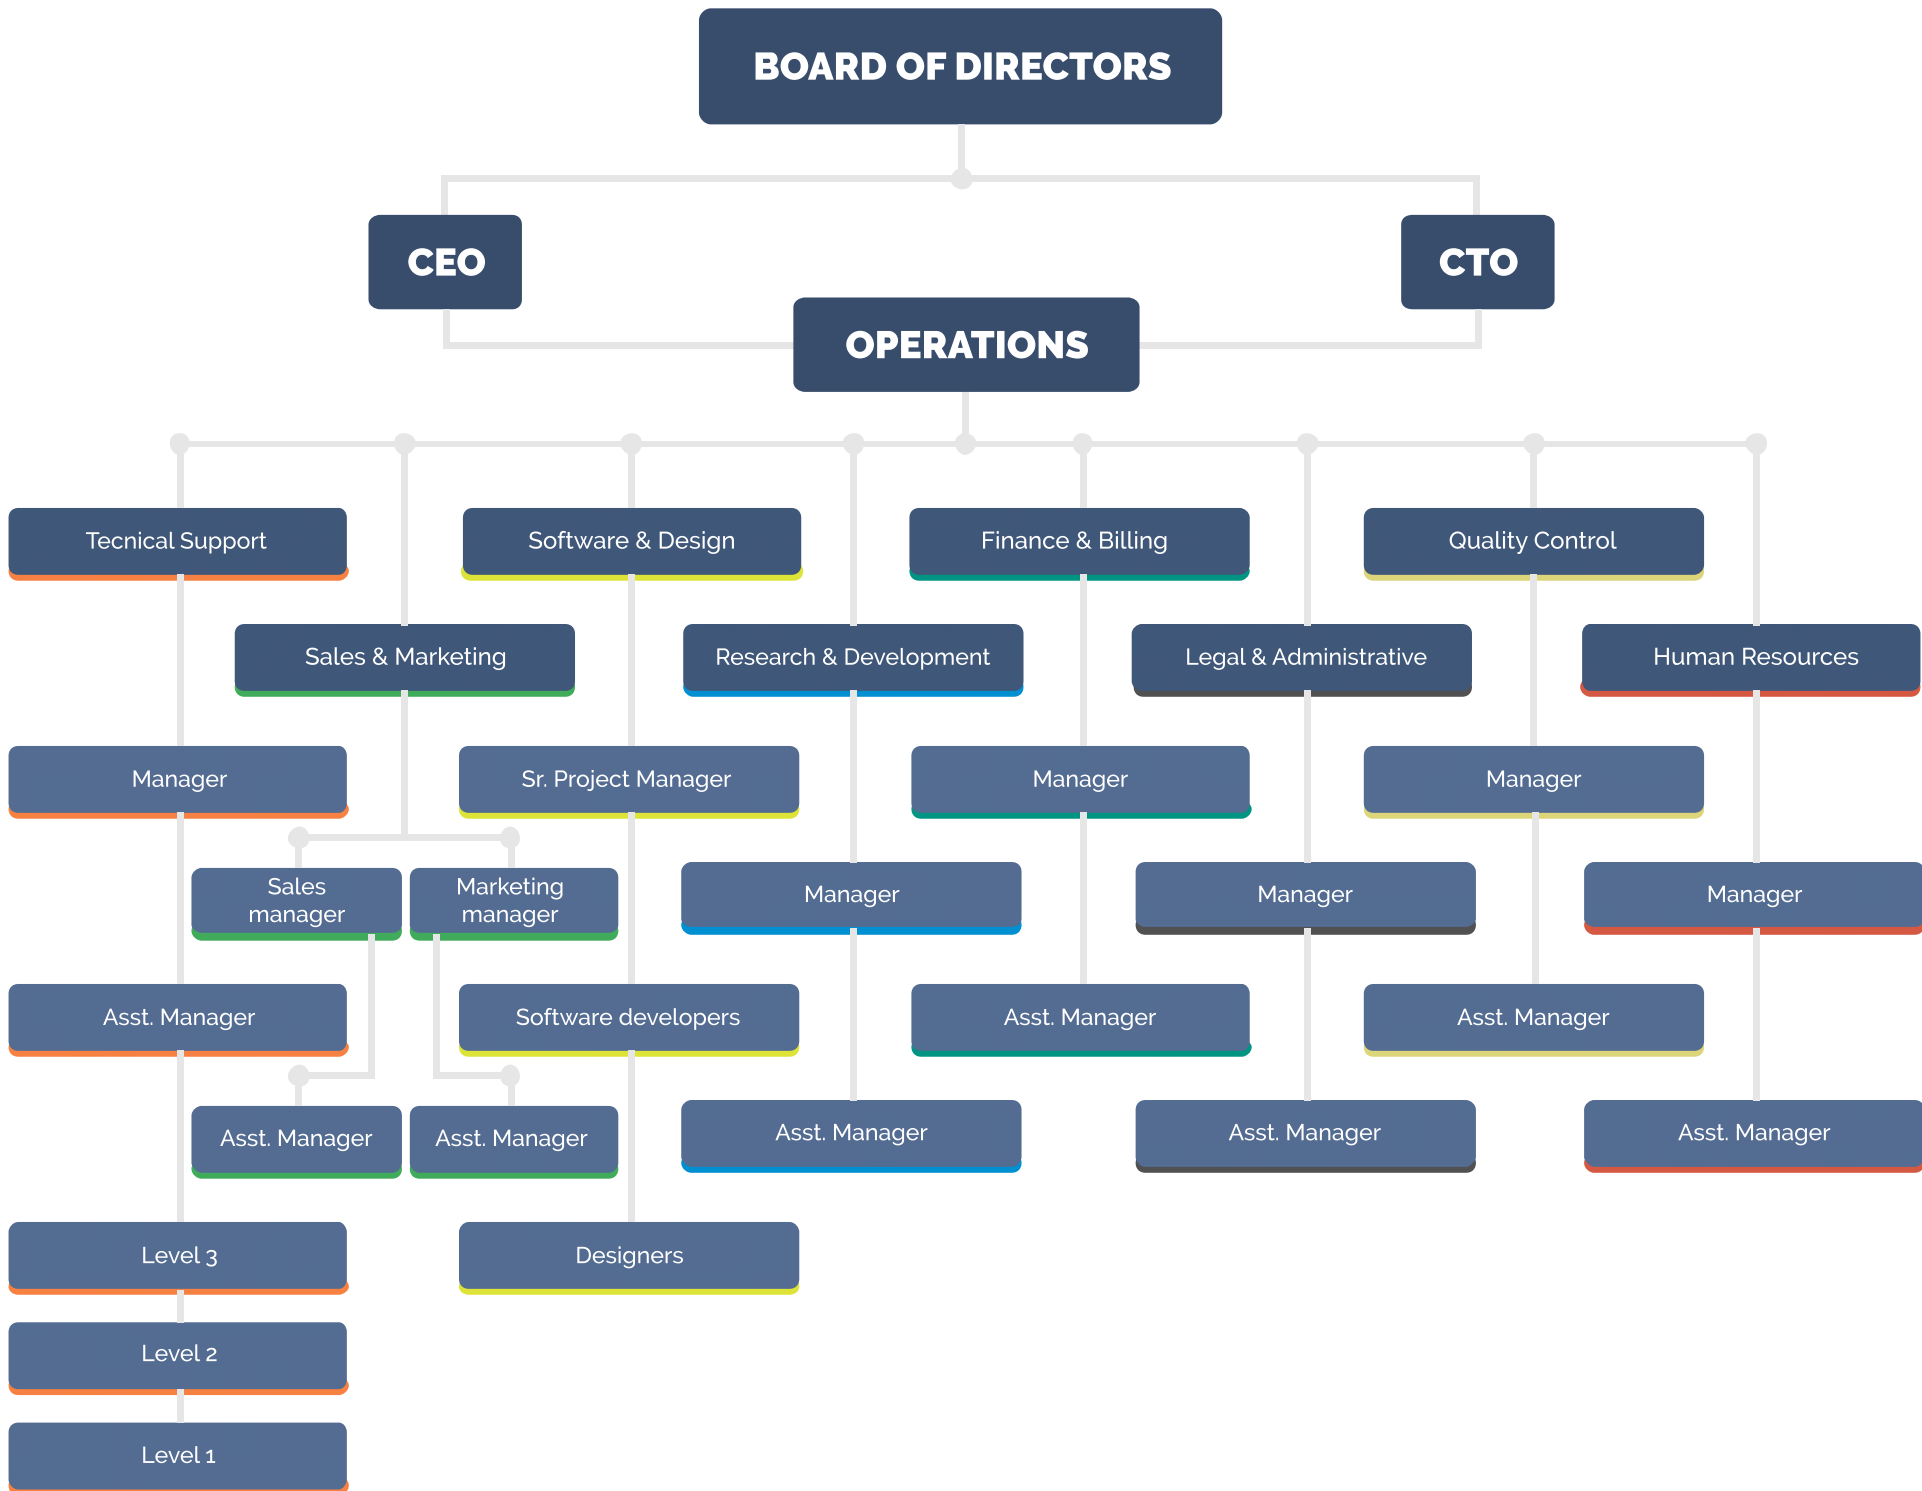 BOARD OF DIRECTORS
CEO
CTO
OPERATIONS
Tecnical Support
Software & Design
Finance & Billing
Quality Control
Sales & Marketing
Research & Development
Legal & Administrative
Human Resources
Manager
Sr. Project Manager
Manager
Manager
Sales
manager
Marketing
manager
Manager
Manager
Manager
Asst. Manager
Software developers
Asst. Manager
Asst. Manager
Asst. Manager
Asst. Manager
Asst. Manager
Asst. Manager
Asst. Manager
Level 3
Designers
Level 2
Level 1